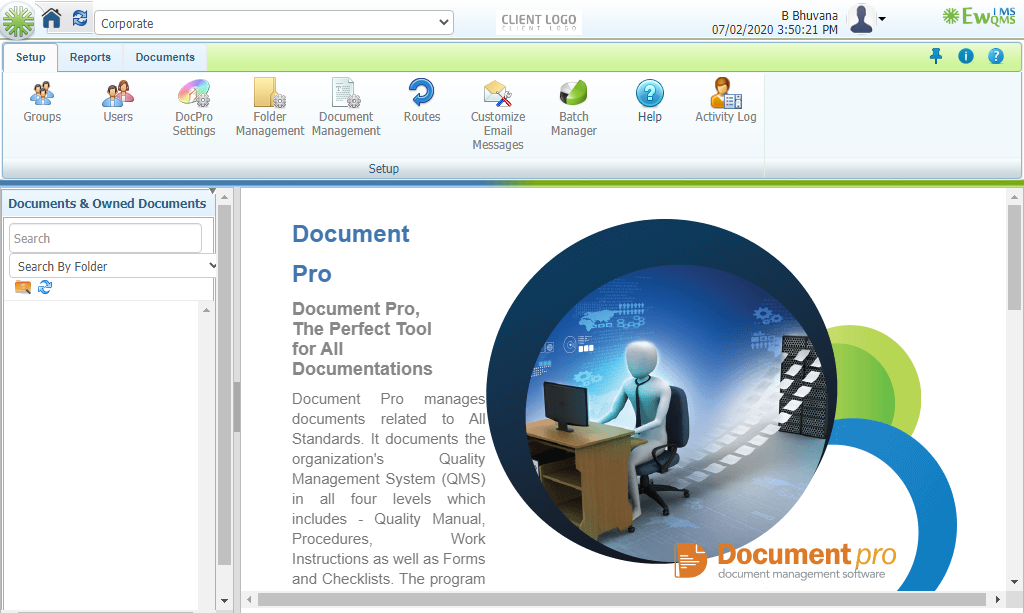 Corporate
CLIENT LOGO
CLIENT LOGO
B Bhuvana
07/02/2020 3:50:21 PM
EwQMS
LMS
Setup
Reports
Documents
Groups
Users
DocPro
Settings
Folder
Management
Document
Management
Routes
Customize
Email
Messages
Batch
Manager
Help
Activity Log
Setup
Documents & Owned Documents
Search
Search By Folder
Document
Pro
Document Pro,
The Perfect Tool
for All
Documentations
Document Pro manages
documents related to All
Standards. It documents the
organization's Quality
Management System (QMS)
in all four levels which
includes - Quality Manual,
Procedures, Work
Instructions as well as Forms
and Checklists. The program
Document pro
document management software